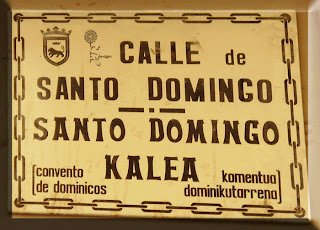 CALLE de
SANTO DOMINGO
SANTO DOMINGO
KALEA
(convento de dominicos
komentua) dominikutarrena